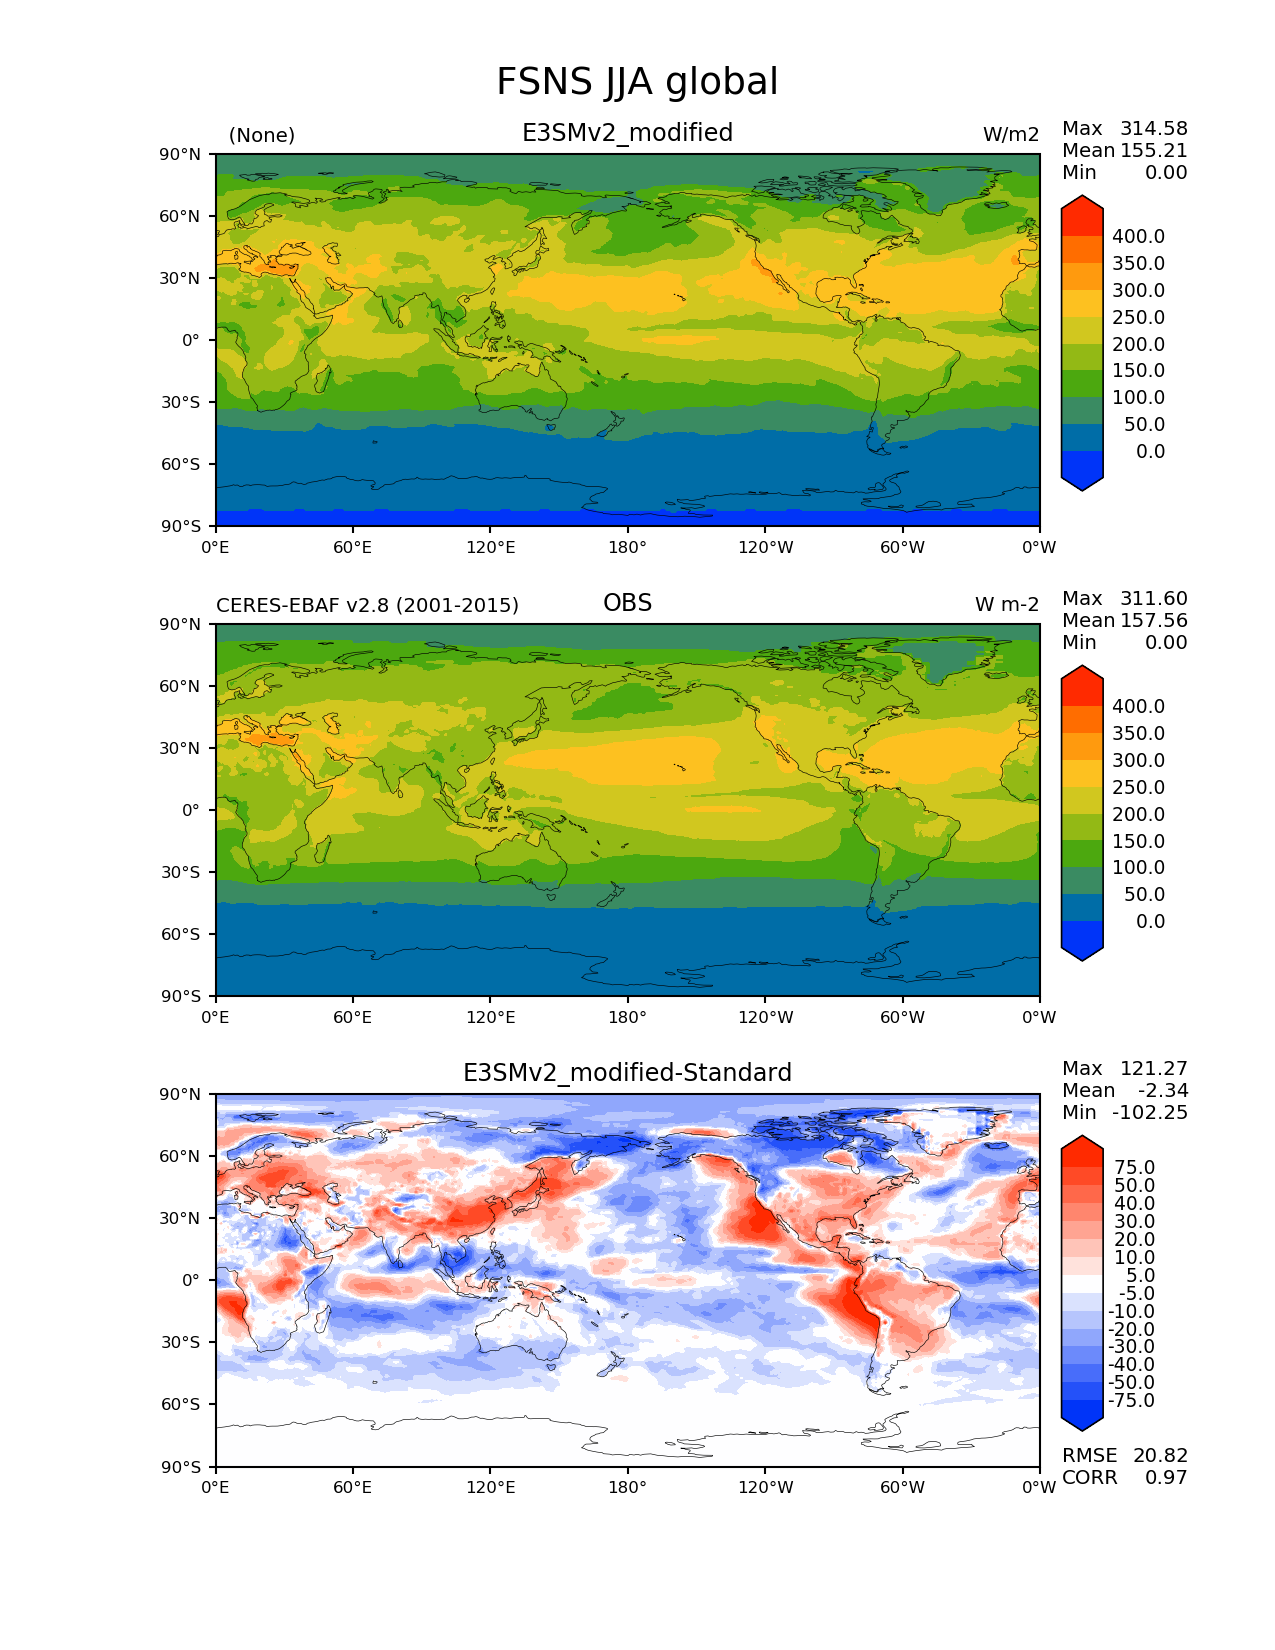 FSNS JJA global
(None) E3SMv2_modified W/m2
Max 314.58
Mean 155.21
Min 0.00
90°N
60°N
30°N
0°
30°S
60°S
90°S
0°E 60°E 120°E 180° 120°W 60°W 0°W
400.0
350.0
300.0
250.0
200.0
150.0
100.0
50.0
0.0
CERES-EBAF v2.8 (2001-2015) OBS W m-2
Max 311.60
Mean 157.56
Min 0.00
90°N
60°N
30°N
0°
30°S
60°S
90°S
0°E 60°E 120°E 180° 120°W 60°W 0°W
400.0
350.0
300.0
250.0
200.0
150.0
100.0
50.0
0.0
E3SMv2_modified-Standard
Max 121.27
Mean -2.34
Min -102.25
90°N
60°N
30°N
0°
30°S
60°S
90°S
0°E 60°E 120°E 180° 120°W 60°W 0°W
75.0
50.0
40.0
30.0
20.0
10.0
5.0
-5.0
-10.0
-20.0
-30.0
-40.0
-50.0
-75.0
RMSE 20.82
CORR 0.97